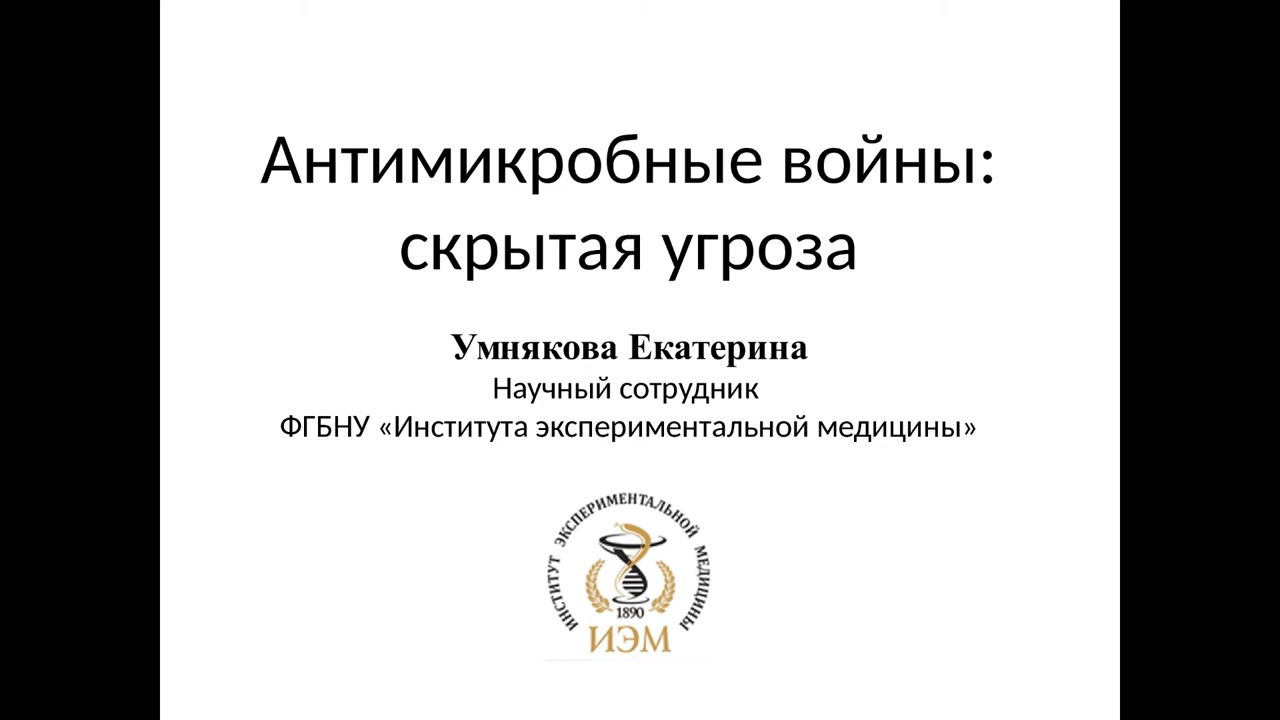 Антимикробные войны:
скрытая угроза
Умнякова Екатерина
Научный сотрудник
ФГБНУ «Института экспериментальной медицины»
ИНСТИТУТ ЭКСПЕРИМЕНТАЛЬНОЙ МЕДИЦИНЫ
1890
ИЭМ